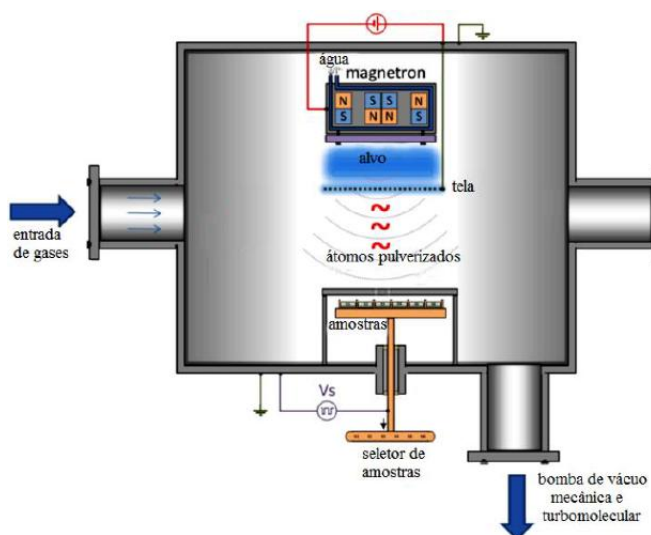 água
magnetron
N S S N
S N N S
alvo
tela
entrada
de gases
átomos pulverizados
amostras
Vs
seletor de
amostras
bomba de vácuo
mecânica e
turbomolecular